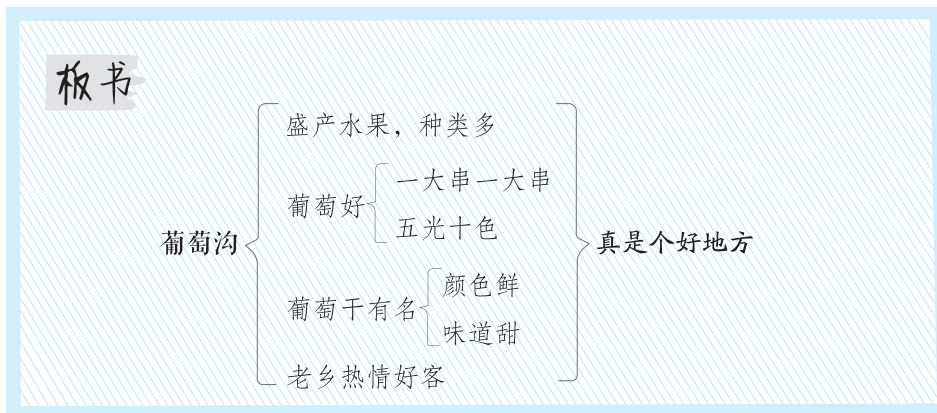 板书
盛产水果，种类多
葡萄好
一大串一大串
五光十色
葡萄沟
真是个好地方
葡萄干有名
颜色鲜
味道甜
老乡热情好客